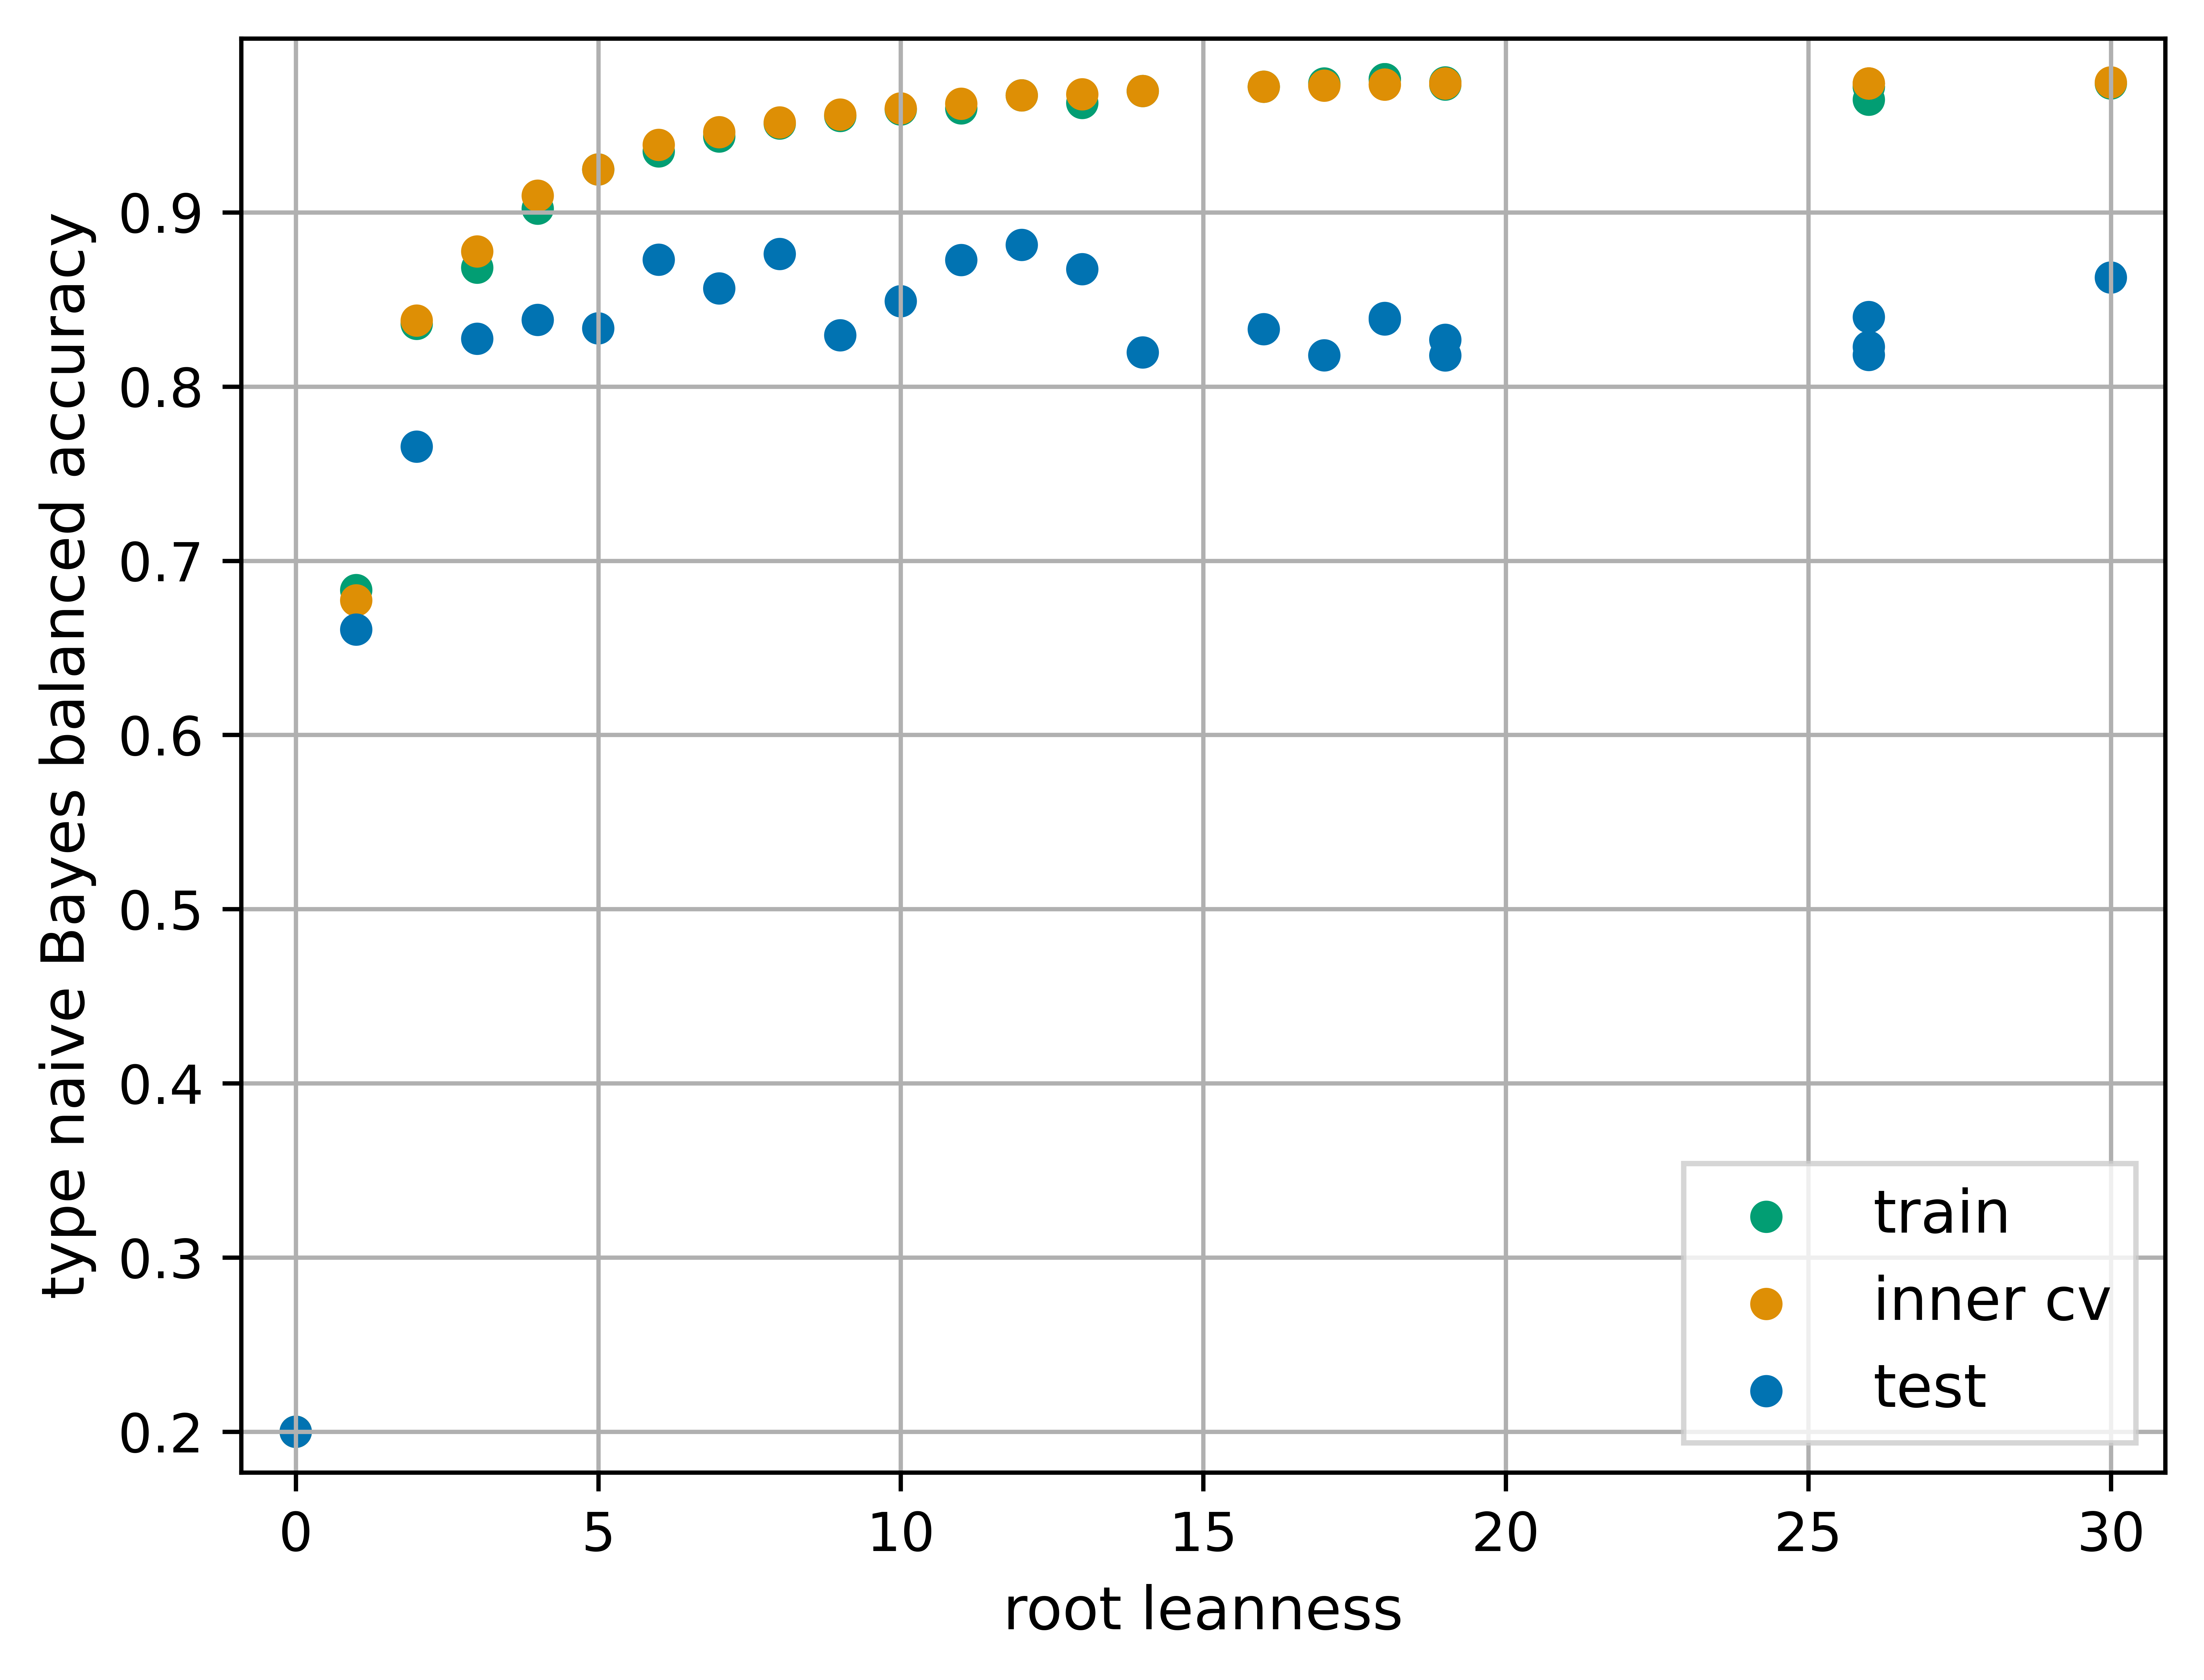 type naive Bayes balanced accuracy
0.9
0.8
0.7
0.6
0.5
0.4
0.3
0.2
train
inner cv
test
0 5 10 15 20 25 30
root leanness